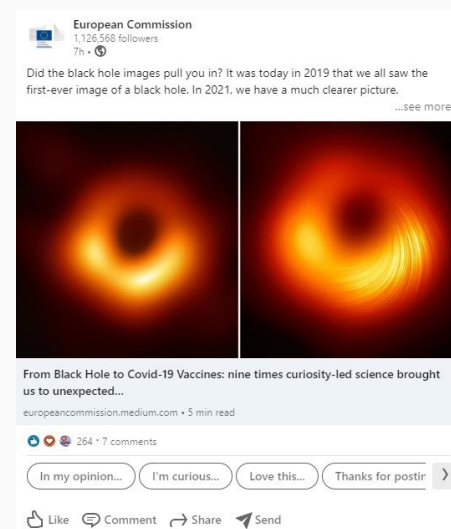 European Commission
1,126,568 followers
7h •
Did the black hole images pull you in? It was today in 2019 that we all saw the
first-ever image of a black hole. In 2021, we have a much clearer picture.
...see more
From Black Hole to Covid-19 Vaccines: nine times curiosity-led science brought
us to unexpected...
europeancommission.medium.com • 5 min read
264 • 7 comments
In my opinion...
I'm curious...
Love this...
Thanks for postin
Like
Comment
Share
Send